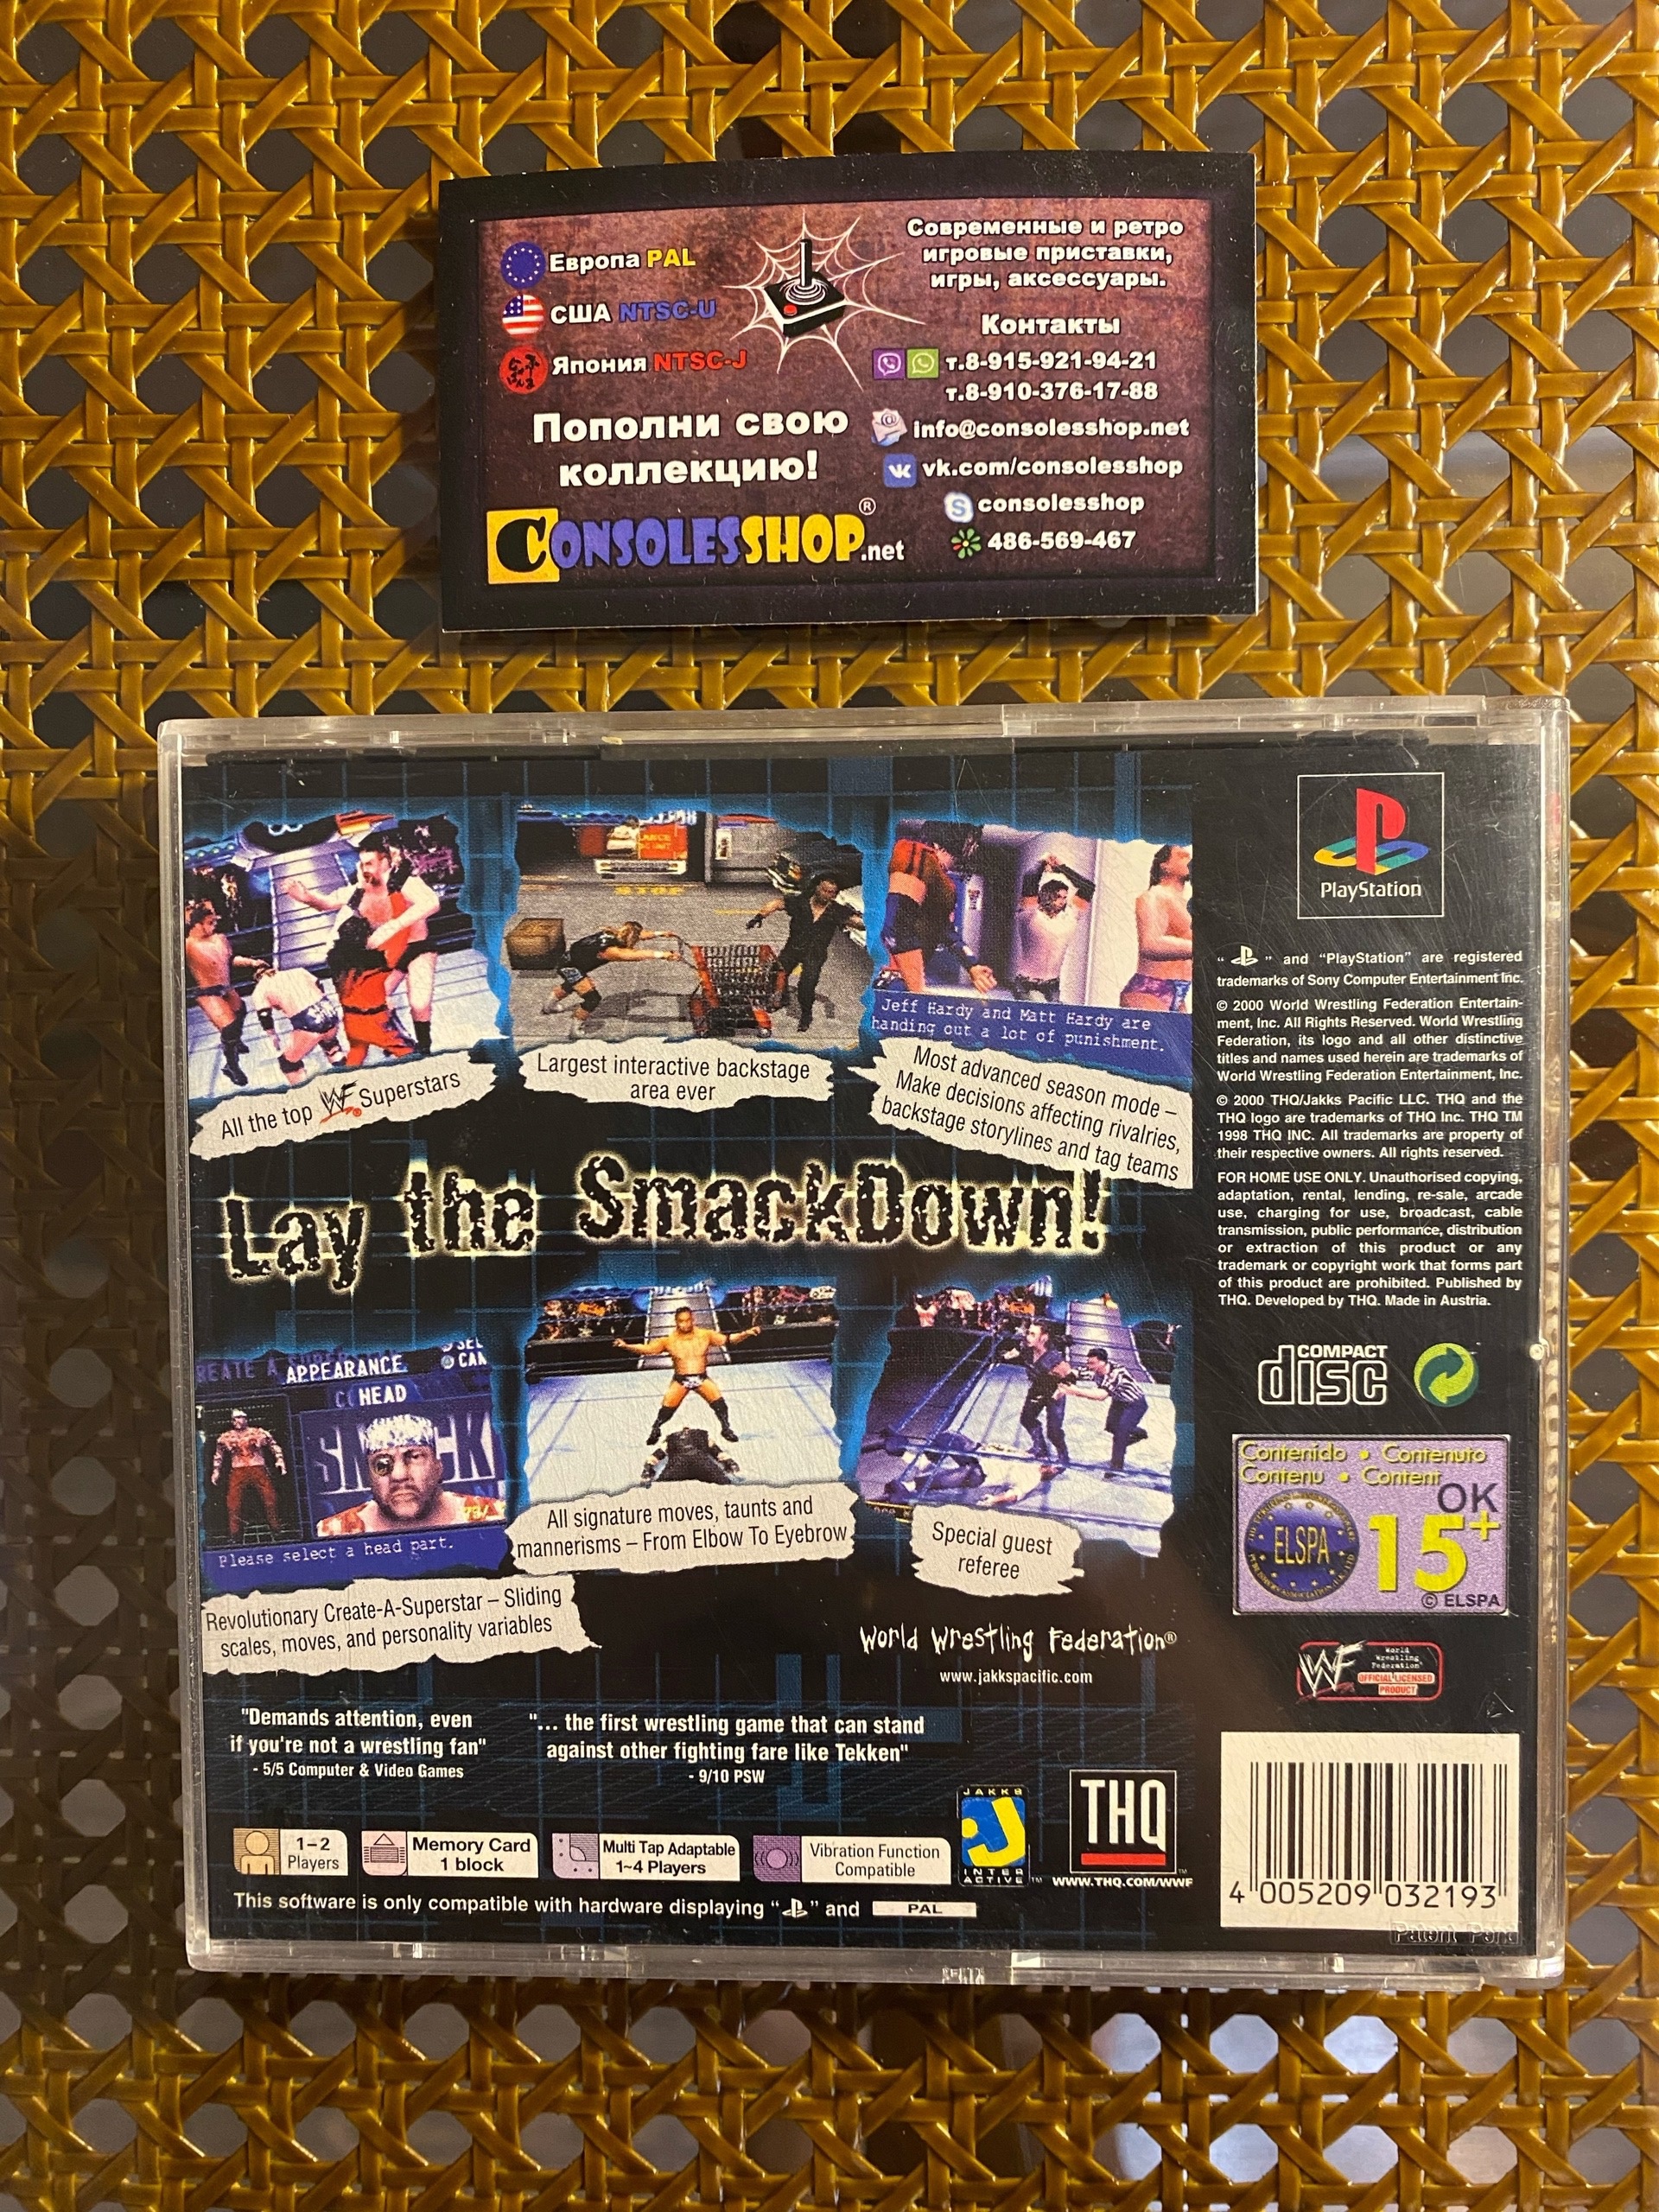 Европа PAL
США NTSC-U
Япония NTSC-J
Пополни свою
коллекцию!
CONSOLESSHOP.net
®
Современные и ретро
игровые приставки,
игры, аксессуары.
Контакты
т.8-915-921-94-21
т.8-910-376-17-88
info@consolesshop.net
vk.com/consolesshop
consolesshop
486-569-467
STOP
Jeff Hardy and Matt Hardy are
handing out a lot of punishment.
All the top WF® Superstars
Largest interactive backstage
area ever
Most advanced season mode –
Make decisions affecting rivalries,
backstage storylines and tag teams
Lay the SmackDown!
APPEARANCE
HEAD
Please select a head part.
Revolutionary Create-A-Superstar – Sliding
scales, moves, and personality variables
All signature moves, taunts and
mannerisms – From Elbow To Eyebrow
Special guest
referee
World Wrestling Federation®
www.jakkspacific.com
"Demands attention, even
if you're not a wrestling fan"
- 5/5 Computer & Video Games
"... the first wrestling game that can stand
against other fighting fare like Tekken"
- 9/10 PSW
1–2
Players
Memory Card
1 block
Multi Tap Adaptable
1~4 Players
Vibration Function
Compatible
JAKKS
INTER
ACTIVE™
THQ™
WWW.THQ.COM/WWF
This software is only compatible with hardware displaying " " and PAL
PlayStation
" " and "PlayStation" are registered
trademarks of Sony Computer Entertainment Inc.
© 2000 World Wrestling Federation Entertain-
ment, Inc. All Rights Reserved. World Wrestling
Federation, its logo and all other distinctive
titles and names used herein are trademarks of
World Wrestling Federation Entertainment, Inc.
© 2000 THQ/Jakks Pacific LLC. THQ and the
THQ logo are trademarks of THQ Inc. THQ TM
1998 THQ INC. All trademarks are property of
their respective owners. All rights reserved.
FOR HOME USE ONLY. Unauthorised copying,
adaptation, rental, lending, re-sale, arcade
use, charging for use, broadcast, cable
transmission, public performance, distribution
or extraction of this product or any
trademark or copyright work that forms part
of this product are prohibited. Published by
THQ. Developed by THQ. Made in Austria.
COMPACT
disc
Contenido • Contenuto
Contenu • Content
OK
ELSPA
15+
© ELSPA
World
Wrestling
Federation
OFFICIAL LICENSED
PRODUCT
4 005209 032193
Patent Pend